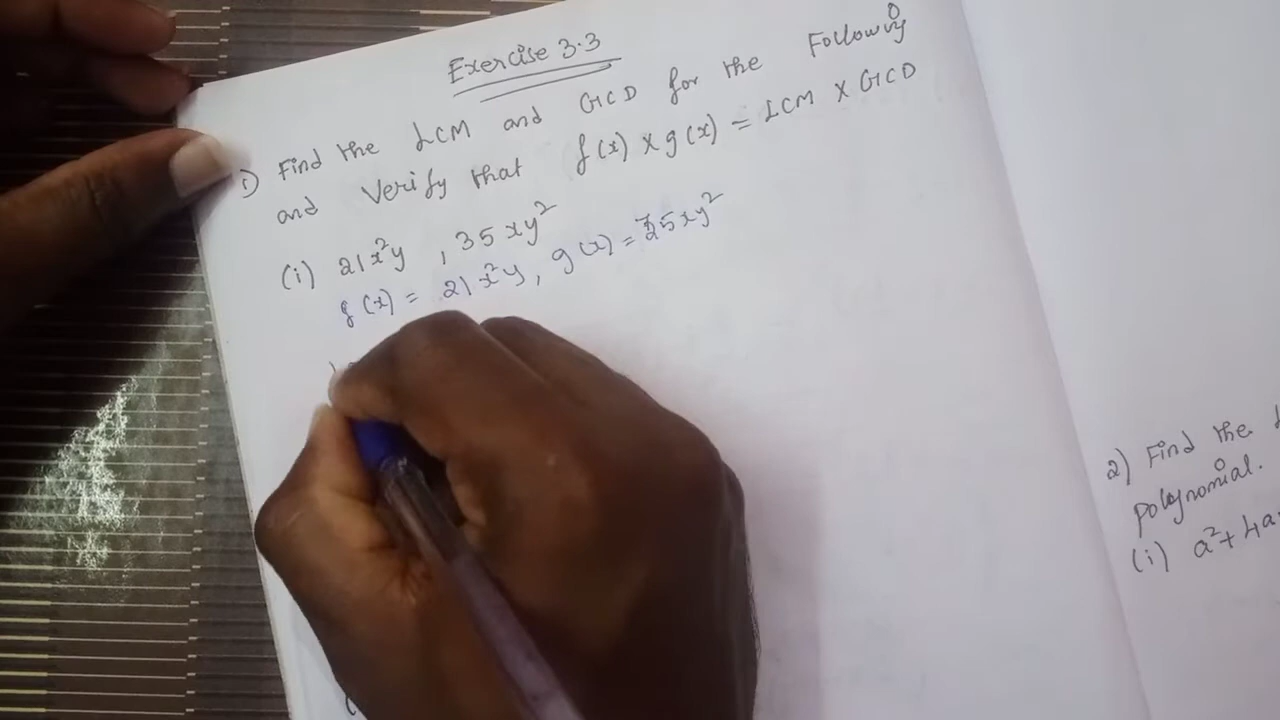 Exercise 3.3
1) Find the LCM and GCD for the Following
and Verify that f(x) x g(x) = LCM X GCD
(i) 21x²y , 35xy²
f(x) = 21x²y, g(x) = 35xy²
2) Find the
polynomial.
(i) a² + 4a